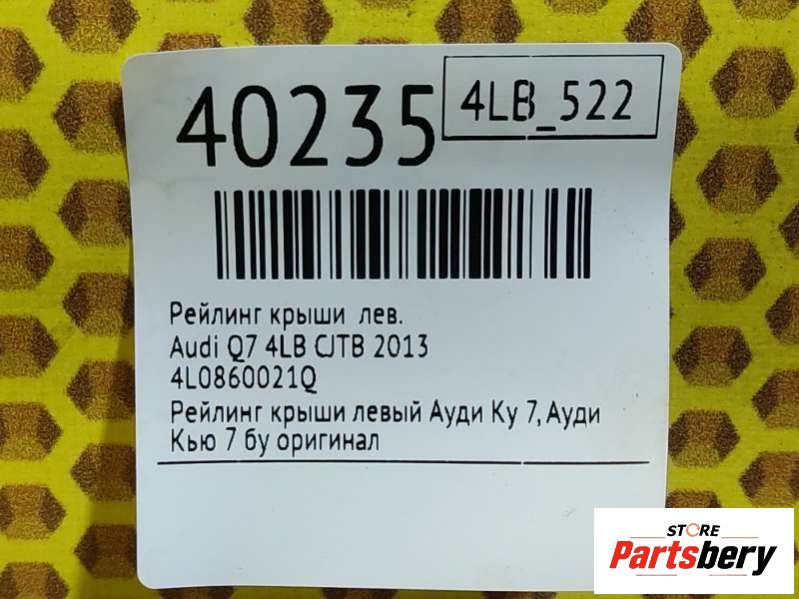 40235
4LB_522
Рейлинг крыши лев.
Audi Q7 4LB CJTB 2013
4L0860021Q
Рейлинг крыши левый Ауди Ку 7, Ауди
Кью 7 бу оригинал
STORE
Partsbery